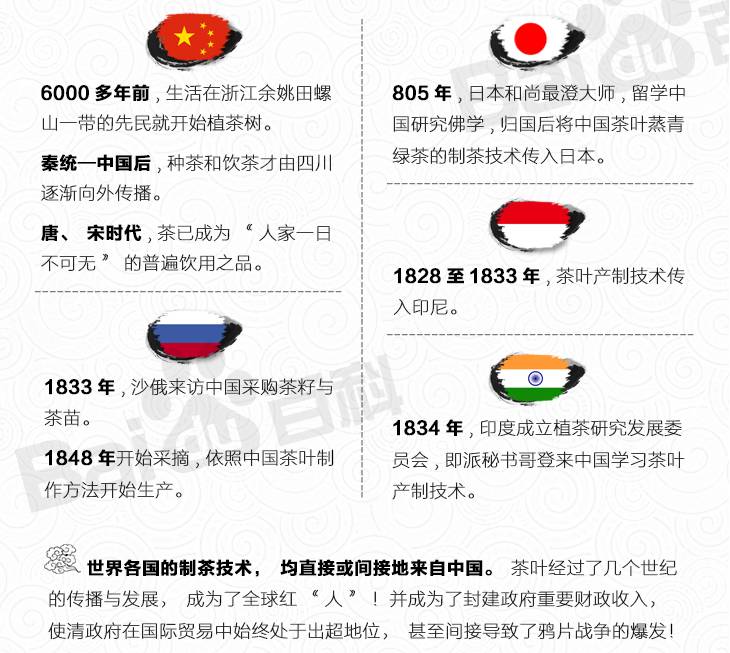 6000 多年前，生活在浙江余姚田螺
山一带的先民就开始植茶树。
秦统一中国后，种茶和饮茶才由四川
逐渐向外传播。
唐、 宋时代，茶已成为 “ 人家一日
不可无 ” 的普遍饮用之品。
1833 年，沙俄来访中国采购茶籽与
茶苗。
1848 年开始采摘，依照中国茶叶制
作方法开始生产。
805 年，日本和尚最澄大师，留学中
国研究佛学，归国后将中国茶叶蒸青
绿茶的制茶技术传入日本。
1828 至 1833 年，茶叶产制技术传
入印尼。
1834 年，印度成立植茶研究发展委
员会，即派秘书哥登来中国学习茶叶
产制技术。
世界各国的制茶技术， 均直接或间接地来自中国。 茶叶经过了几个世纪
的传播与发展， 成为了全球红 “ 人 ” ！并成为了封建政府重要财政收入，
使清政府在国际贸易中始终处于出超地位， 甚至间接导致了鸦片战争的爆发！
Baidu百科
Baidu百